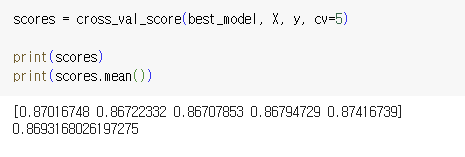 scores = cross_val_score(best_model, X, y, cv=5)
print(scores)
print(scores.mean())
[0.87016748 0.86722332 0.86707853 0.86794729 0.87416739]
0.8693168026197275